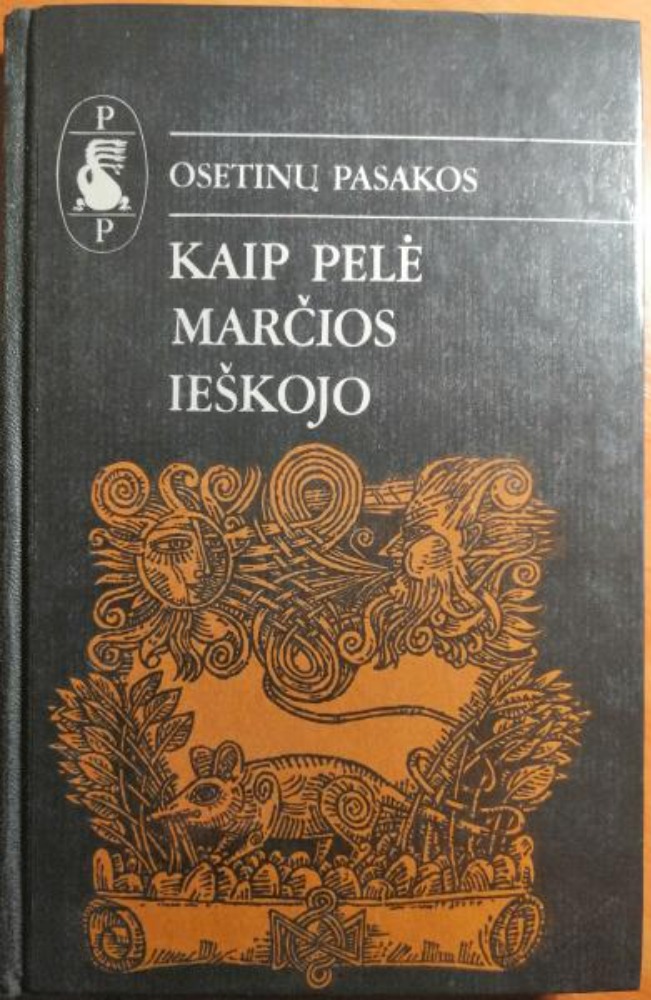 P
P
OSETINŲ PASAKOS
KAIP PELĖ
MARČIOS
IEŠKOJO